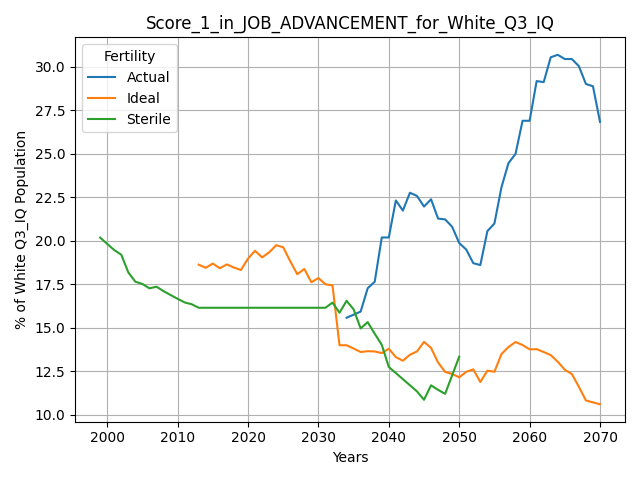 Score_1_in_JOB_ADVANCEMENT_for_White_Q3_IQ
Fertility
Actual
Ideal
Sterile
% of White Q3_IQ Population
30.0
27.5
25.0
22.5
20.0
17.5
15.0
12.5
10.0
2000 2010 2020 2030 2040 2050 2060 2070
Years